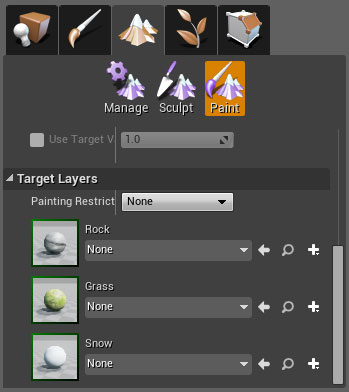 Manage Sculpt Paint
Use Target V 1.0
Target Layers
Painting Restrict None
Rock
None
Grass
None
Snow
None